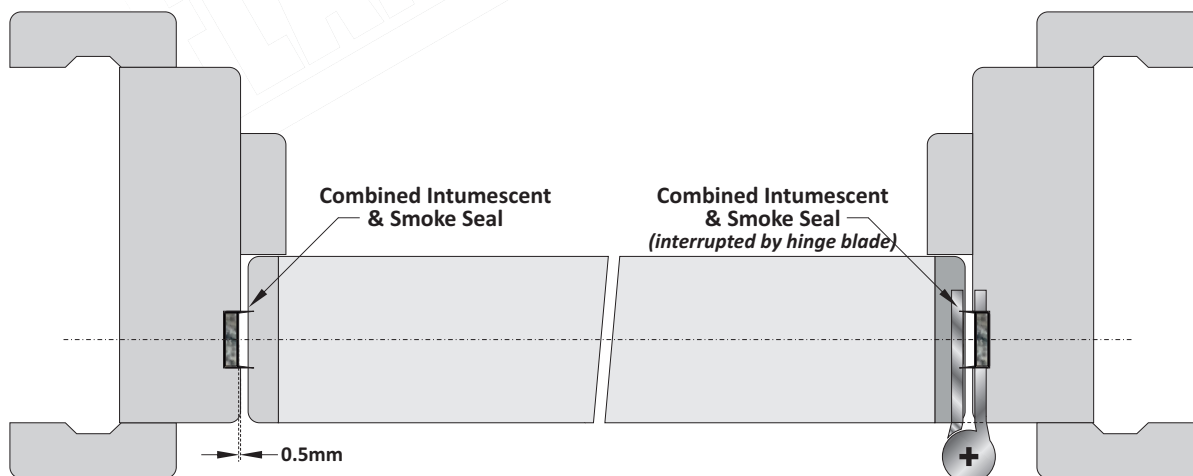 Combined Intumescent
& Smoke Seal
Combined Intumescent
& Smoke Seal
(interrupted by hinge blade)
0.5mm